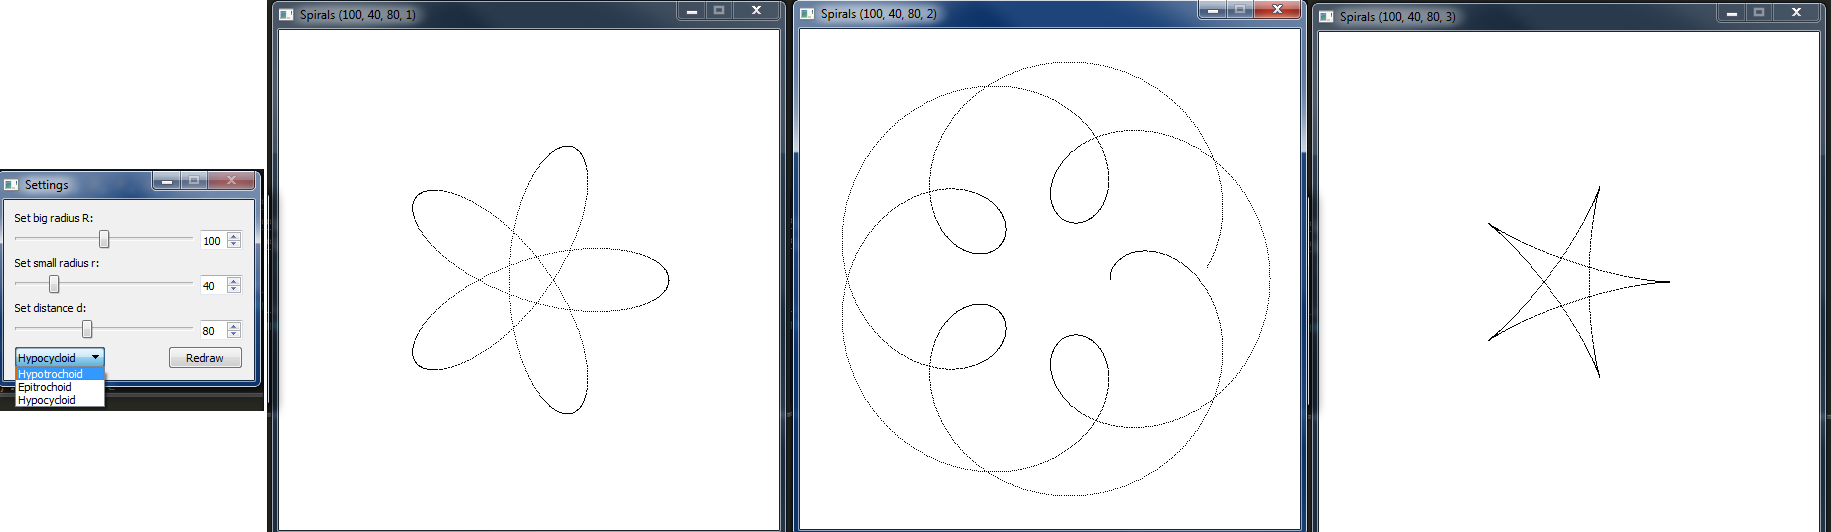 Settings
Set big radius R:
100
Set small radius r:
40
Set distance d:
80
Hypocycloid
Redraw
Hypotrochoid
Epitrochoid
Hypocycloid
Spirals (100, 40, 80, 1)
Spirals (100, 40, 80, 2)
Spirals (100, 40, 80, 3)